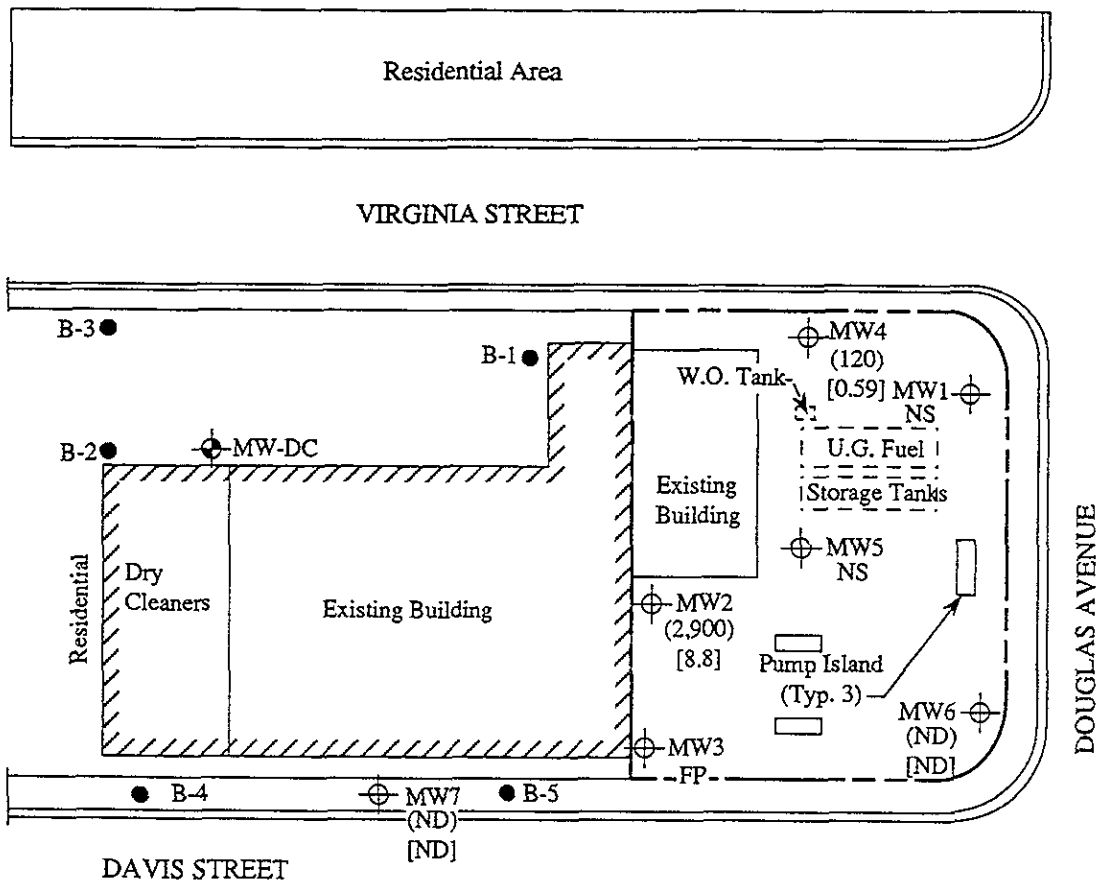 Residential Area
VIRGINIA STREET
B-3
B-1
MW4
(120)
[0.59]
W.O. Tank
MW1
NS
B-2
MW-DC
U.G. Fuel
Storage Tanks
Existing
Building
MW5
NS
DOUGLAS AVENUE
Residential
Dry
Cleaners
Existing Building
MW2
(2,900)
[8.8]
Pump Island
(Typ. 3)
MW6
(ND)
[ND]
MW3
FP
B-4
MW7
(ND)
[ND]
B-5
DAVIS STREET